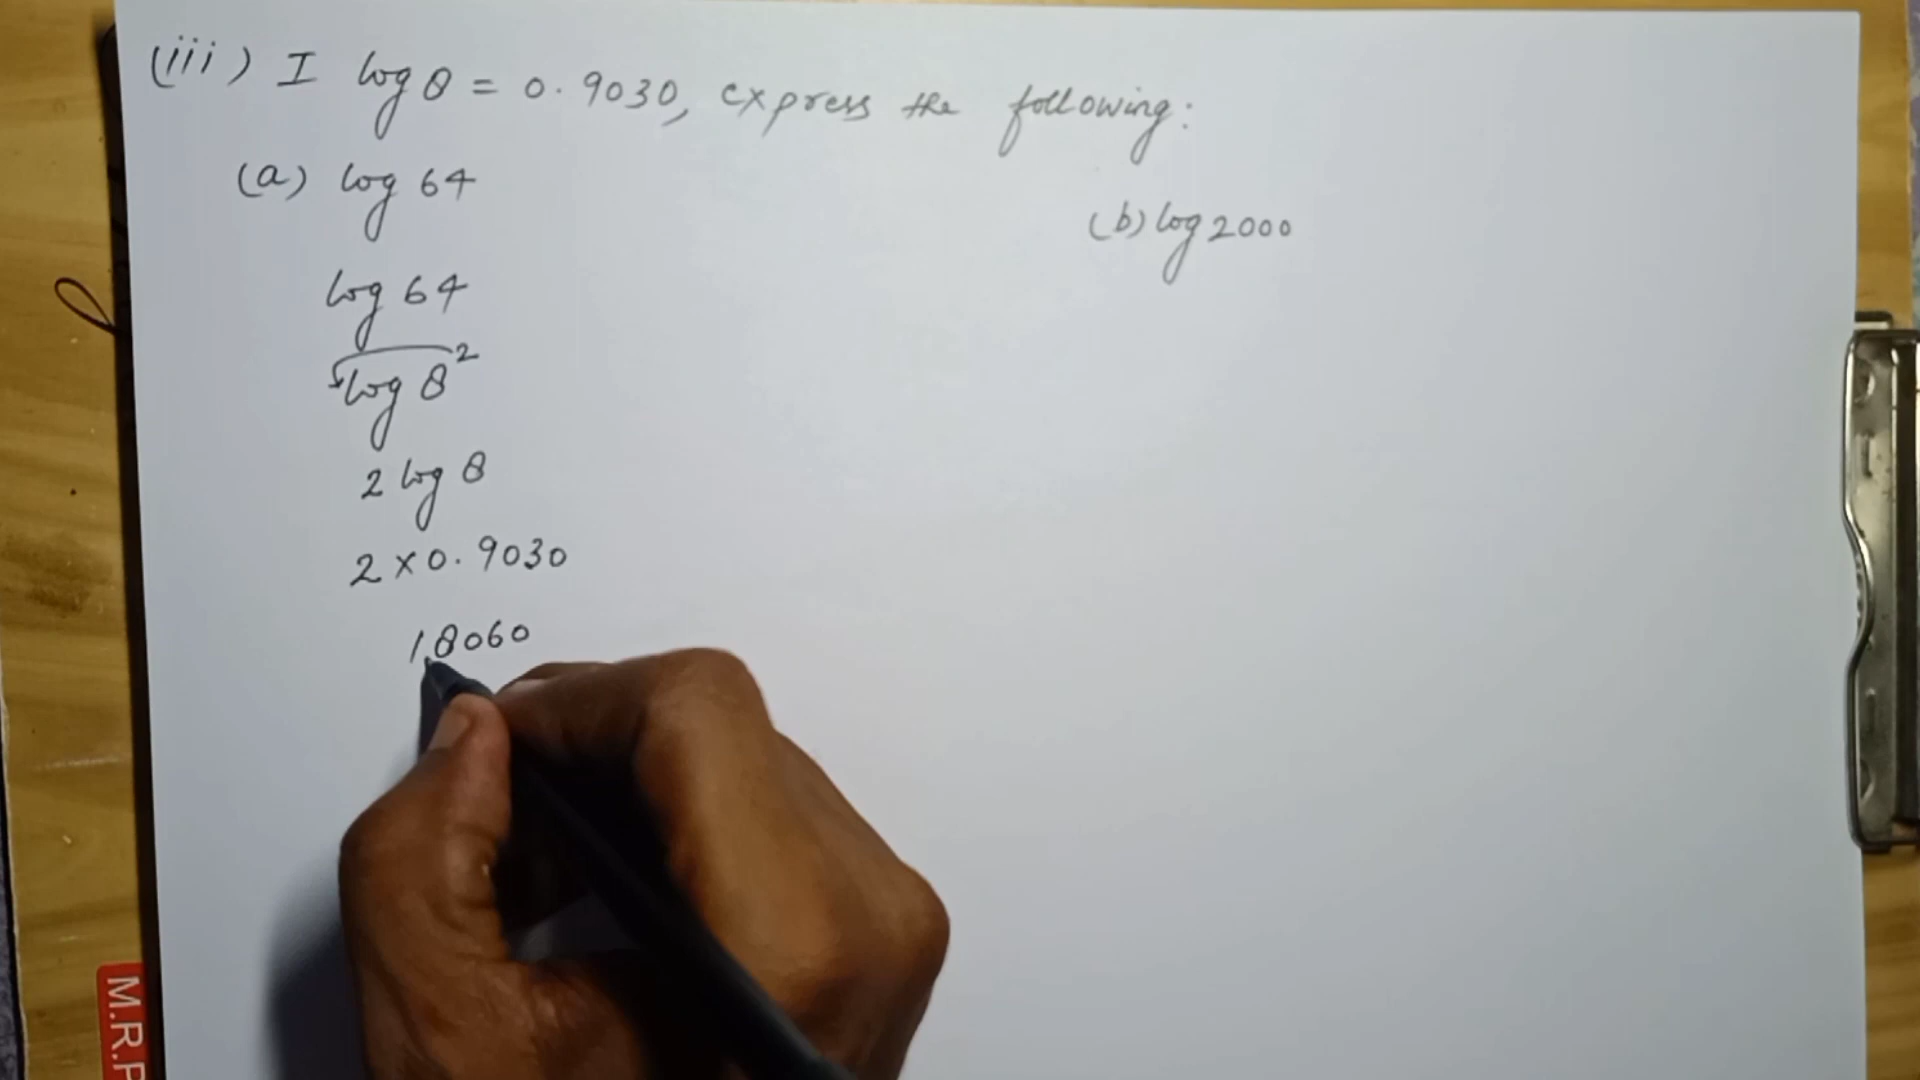 (iii) I log 8 = 0.9030, express the following:
(a) log 64
(b) log 2000
log 64
log 8²
2 log 8
2 × 0.9030
1.8060
M.R.P